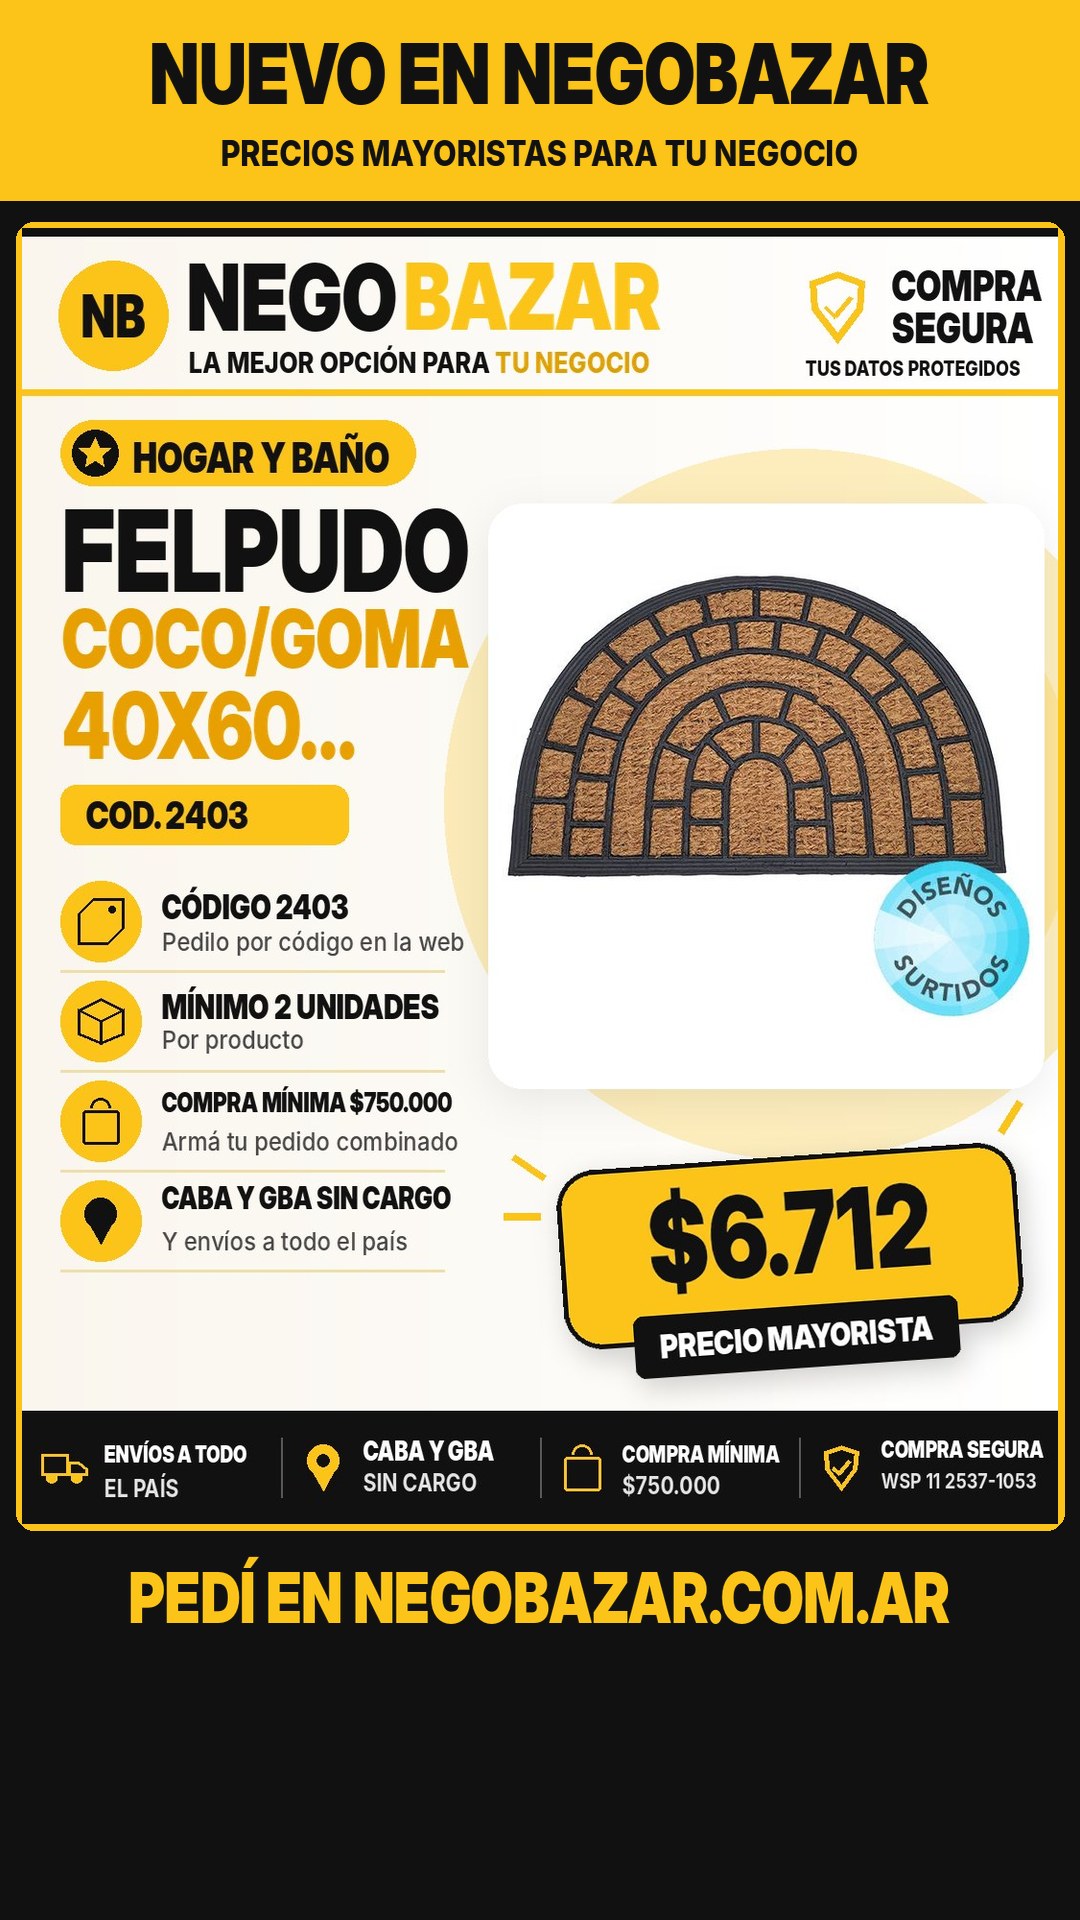 NUEVO EN NEGOBAZAR
PRECIOS MAYORISTAS PARA TU NEGOCIO
NB
NEGOBAZAR
LA MEJOR OPCIÓN PARA TU NEGOCIO
COMPRA
SEGURA
TUS DATOS PROTEGIDOS
HOGAR Y BAÑO
FELPUDO
COCO/GOMA
40X60...
COD. 2403
CÓDIGO 2403
Pedilo por código en la web
MÍNIMO 2 UNIDADES
Por producto
COMPRA MÍNIMA $750.000
Armá tu pedido combinado
CABA Y GBA SIN CARGO
Y envíos a todo el país
DISEÑOS
SURTIDOS
$6.712
PRECIO MAYORISTA
ENVÍOS A TODO
EL PAÍS
CABA Y GBA
SIN CARGO
COMPRA MÍNIMA
$750.000
COMPRA SEGURA
WSP 11 2537-1053
PEDÍ EN NEGOBAZAR.COM.AR